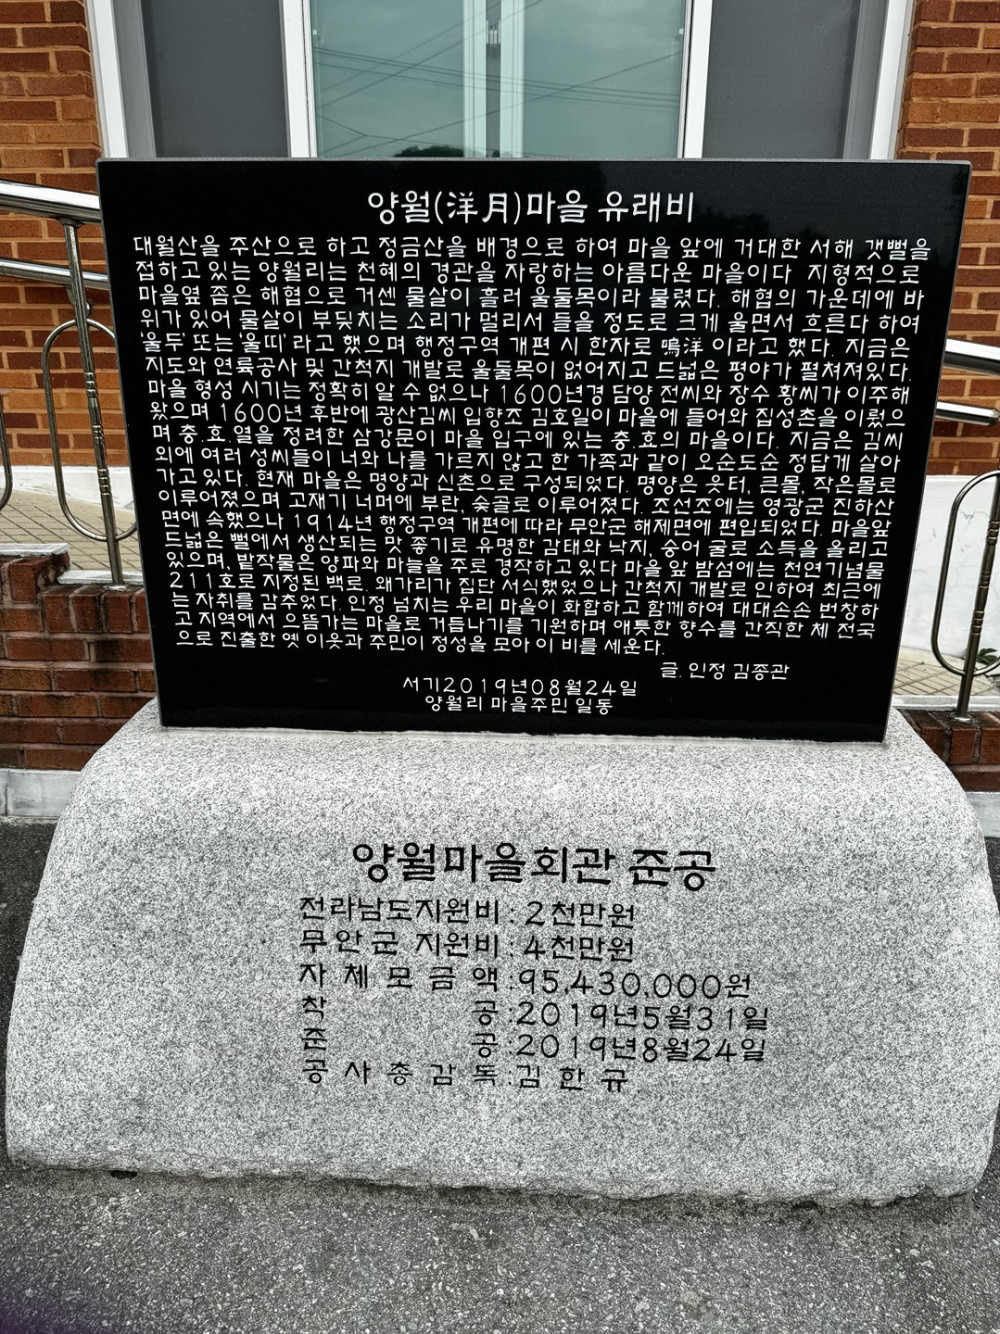 양월(洋月)마을 유래비
대월산을 주산으로 하고 정금산을 배경으로 하여 마을 앞에 거대한 서해 갯뻘을
접하고 있는 양월리는 천혜의 경관을 자랑하는 아름다운 마을이다 지형적으로
마을옆 좁은 해협으로 거센 물살이 흘러 울둘목이라 불렸다. 해협의 가운데에 바
위가 있어 물살이 부딪치는 소리가 멀리서 들을 정도로 크게 울면서 흐른다 하여
'울두' 또는 '울띠' 라고 했으며 행정구역 개편 시 한자로 鳴洋 이라고 했다. 지금은
지도와 연륙공사 및 간척지 개발로 울둘목이 없어지고 드넓은 평야가 펼쳐져있다.
마을 형성 시기는 정확히 알 수 없으나 1600년경 담양 전씨와 장수 황씨가 이주해
왔으며 1600년 후반에 광산김씨 입향조 김호일이 마을에 들어와 집성촌을 이뤘으
며 충.효.열을 정려한 삼강문이 마을 입구에 있는 충.효의 마을이다. 지금은 김씨
외에 여러 성씨들이 너와 나를 가르지 않고 한 가족과 같이 오순도순 정답게 살아
가고 있다. 현재 마을은 명양과 신촌으로 구성되었다. 명양은 웃터, 큰몰, 작은몰로
이루어졌으며 고재기 너머에 부란, 숯골로 이루어졌다. 조선조에는 영광군 진하산
면에 속했으나 1914년 행정구역 개편에 따라 무안군 해제면에 편입되었다. 마을앞
드넓은 뻘에서 생산되는 맛 좋기로 유명한 감태와 낙지, 숭어 굴로 소득을 올리고
있으며, 밭작물은 양파와 마늘을 주로 경작하고 있다 마을 앞 밤섬에는 천연기념물
211호로 지정된 백로, 왜가리가 집단 서식했었으나 간척지 개발로 인하여 최근에
는 자취를 감추었다. 인정 넘치는 우리 마을이 화합하고 함께하여 대대손손 번창하
고 지역에서 으뜸가는 마을로 거듭나기를 기원하며 애틋한 향수를 간직한 체 전국
으로 진출한 옛 이웃과 주민이 정성을 모아 이 비를 세운다.
글. 인정 김종관
서기2019년08월24일
양월리 마을주민 일동
양월마을회관 준공
전라남도지원비 : 2천만원
무안군 지원비 : 4천만원
자 체 모 금 액 : 95,430,000원
착 공 : 2019년5월31일
준 공 : 2019년8월24일
공 사 총 감 독 : 김 한 규